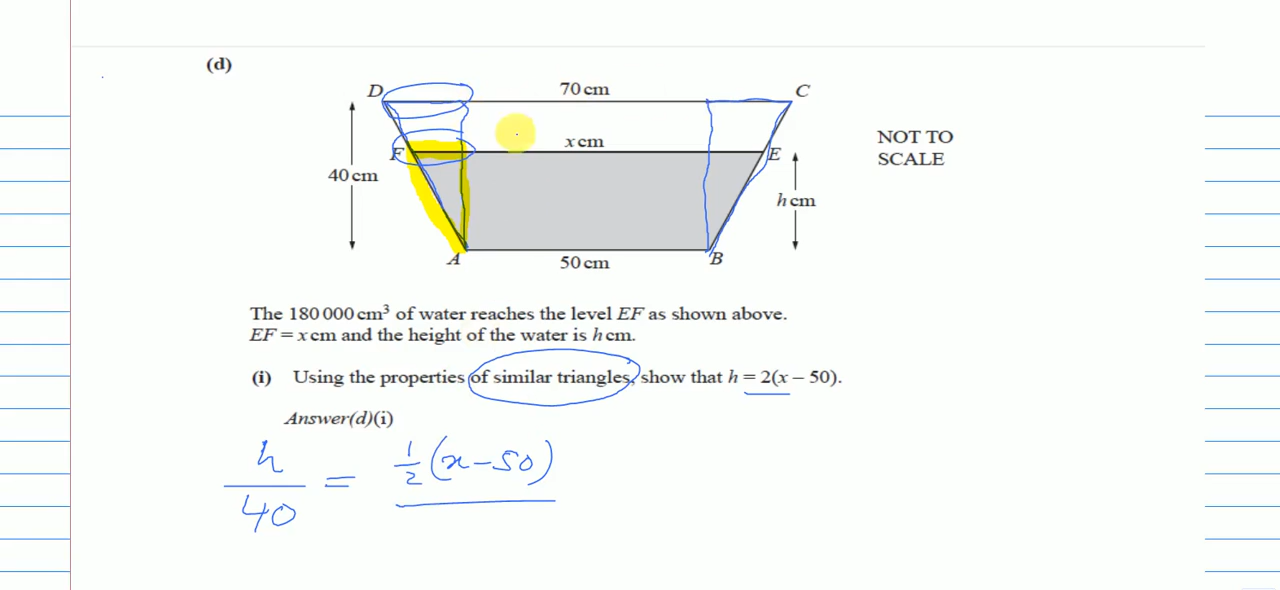 (d)
D 70 cm C
F x cm E
NOT TO
SCALE
40 cm
h cm
A 50 cm B
The 180 000 cm³ of water reaches the level EF as shown above.
EF = x cm and the height of the water is h cm.
(i) Using the properties of similar triangles, show that h = 2(x – 50).
Answer(d)(i)
h/40 = ½(x – 50)